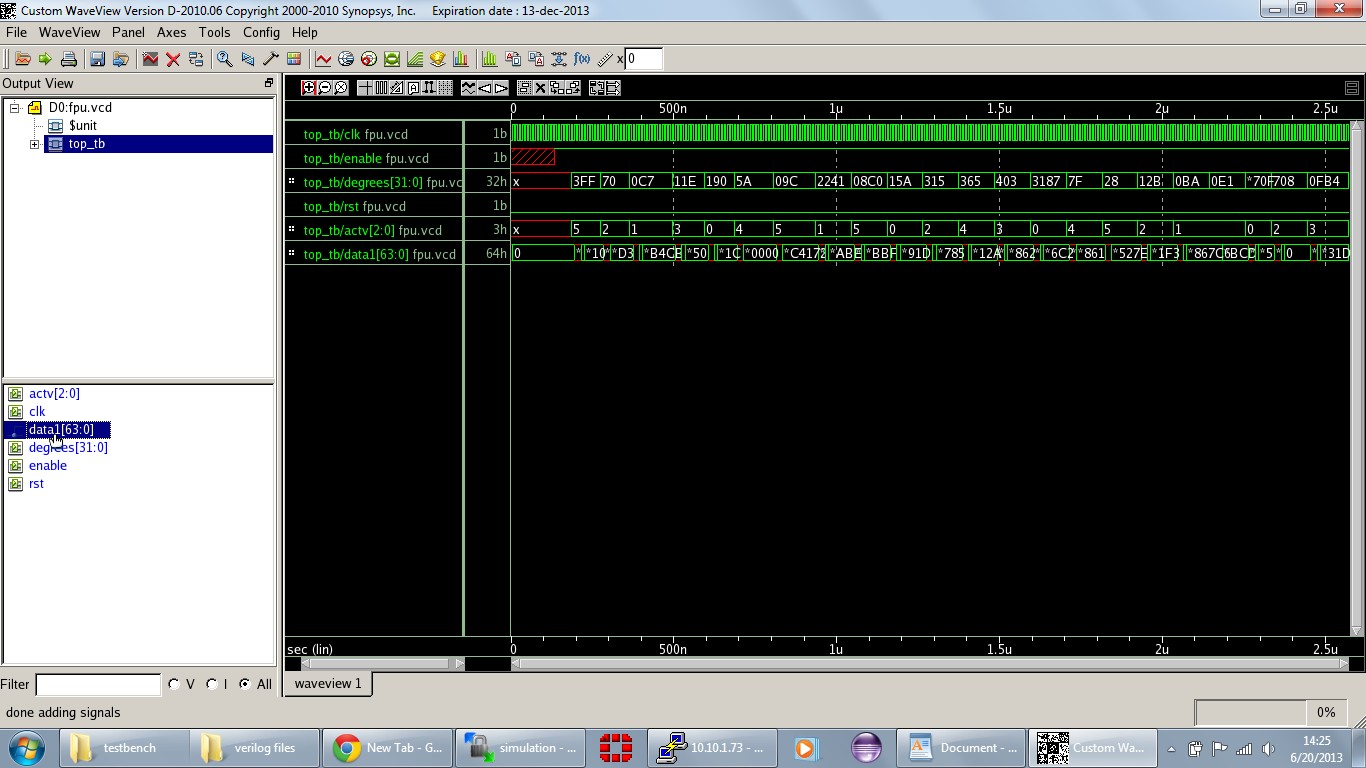 Custom WaveView Version D-2010.06 Copyright 2000-2010 Synopsys, Inc. Expiration date : 13-dec-2013
File WaveView Panel Axes Tools Config Help
x 0
Output View
D0:fpu.vcd
$unit
top_tb
actv[2:0]
clk
data1[63:0]
degrees[31:0]
enable
rst
Filter V I All
done adding signals
0 500n 1u 1.5u 2u 2.5u
top_tb/clk fpu.vcd 1b
top_tb/enable fpu.vcd 1b
top_tb/degrees[31:0] fpu.vc 32h x 3FF 70 0C7 11E 190 5A 09C 2241 08C0 15A 315 365 403 3187 7F 28 12B 0BA 0E1 708 0FB4
top_tb/rst fpu.vcd 1b
top_tb/actv[2:0] fpu.vcd 3h x 5 2 1 3 0 4 5 1 5 0 2 4 3 0 4 5 2 1 0 2 3
top_tb/data1[63:0] fpu.vcd 64h 0 * *10 *D3 *B4CE *50 *1C *0000 *C417 *ABE *BBF *91D *785 *12A *862 *6C2 *861 *527E *1F3 *867C *5 0 * *31D
sec (lin) 0 500n 1u 1.5u 2u 2.5u
waveview 1
0%
testbench verilog files New Tab - G... simulation - ... 10.10.1.73 - ... Document - ... Custom Wa...
14:25
6/20/2013